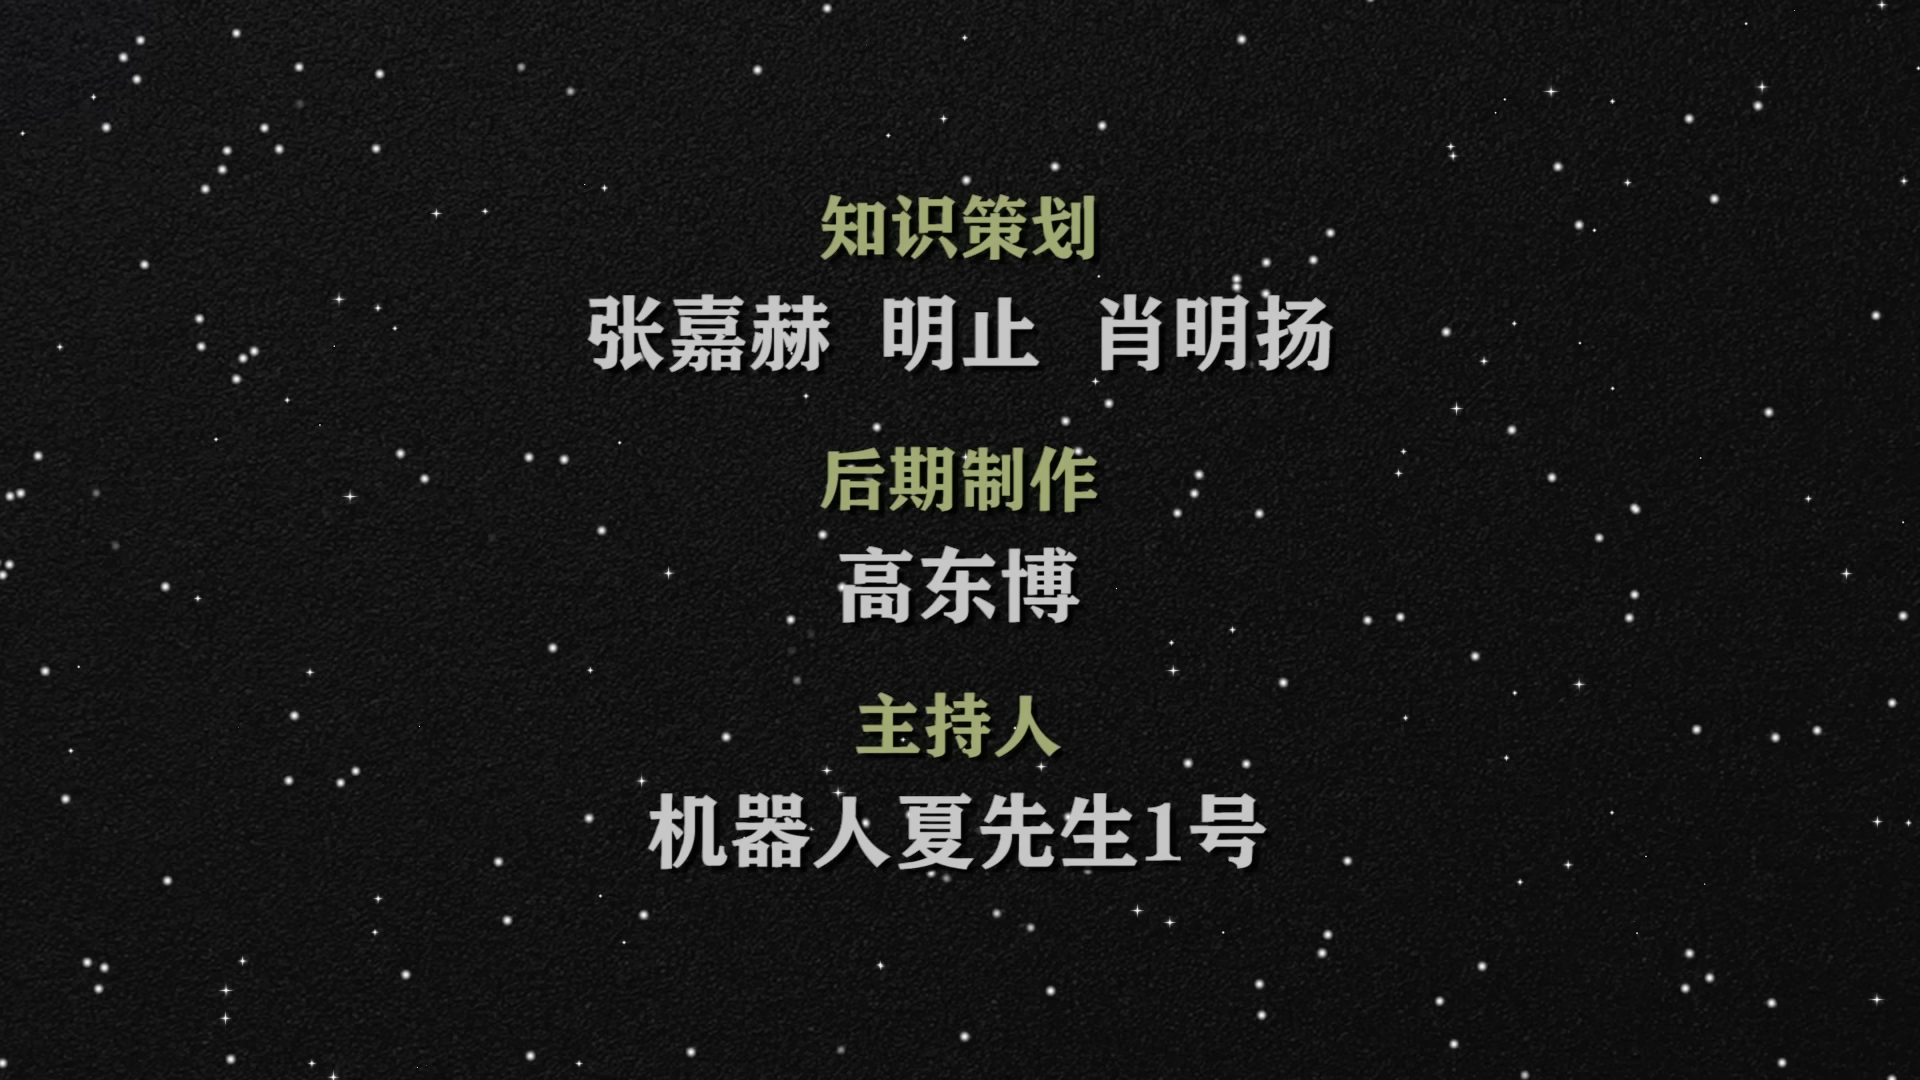 知识策划
张嘉赫 明止 肖明扬
后期制作
高东博
主持人
机器人夏先生1号